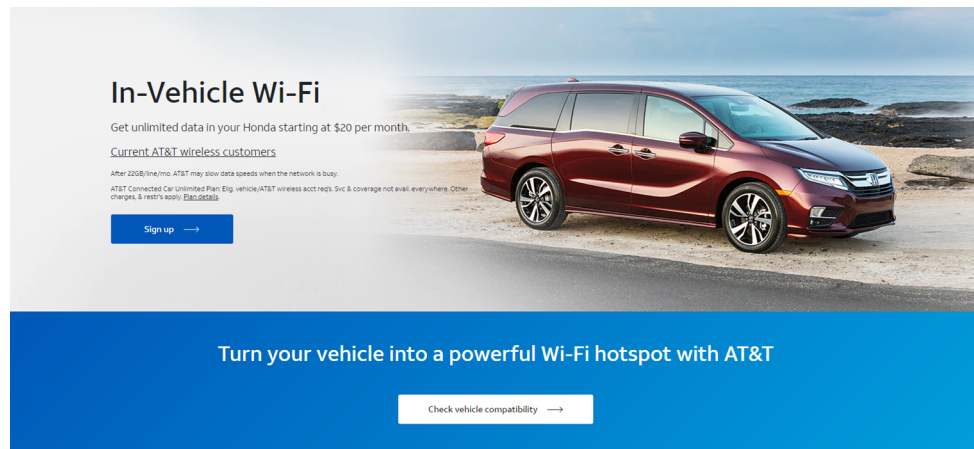 In-Vehicle Wi-Fi
Get unlimited data in your Honda starting at $20 per month.
Current AT&T wireless customers
After 22GB/line/mo. AT&T may slow data speeds when the network is busy.
AT&T Connected Car Unlimited Plan: Elig. vehicle/AT&T wireless acct req's. Svc & coverage not avail. everywhere. Other
charges, & restr's apply. Plan details.
Sign up
Turn your vehicle into a powerful Wi-Fi hotspot with AT&T
Check vehicle compatibility